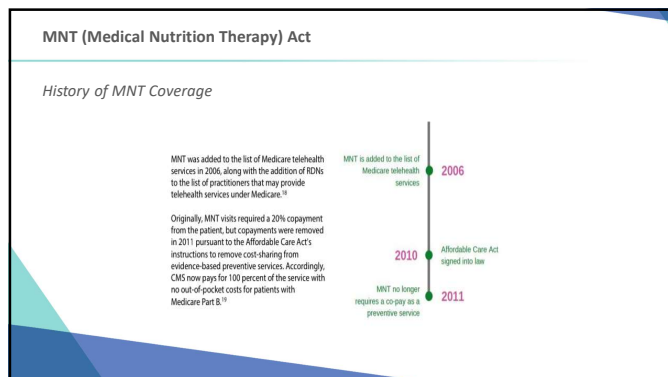 MNT (Medical Nutrition Therapy) Act
History of MNT Coverage
MNT was added to the list of Medicare telehealth
services in 2006, along with the addition of RDNs
to the list of practitioners that may provide
telehealth services under Medicare.18
Originally, MNT visits required a 20% copayment
from the patient, but copayments were removed
in 2011 pursuant to the Affordable Care Act's
instructions to remove cost-sharing from
evidence-based preventive services. Accordingly,
CMS now pays for 100 percent of the service with
no out-of-pocket costs for patients with
Medicare Part B.19
MNT is added to the list of
Medicare telehealth
services
2006
2010
Affordable Care Act
signed into law
MNT no longer
requires a co-pay as a
preventive service
2011